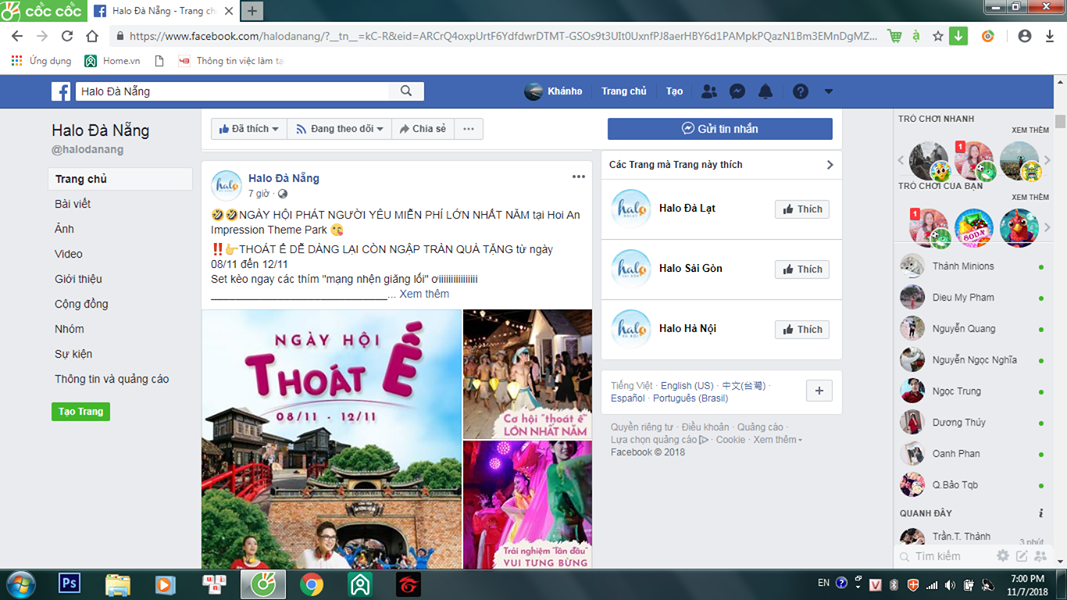 CỐC CỐC
Halo Đà Nẵng - Trang ch
https://www.facebook.com/halodanang/?__tn__=kC-R&eid=ARCrQ4oxpUrtF6YdfdwrDTMT-GSOs9t3UIt0UxnfPJ8aerHBY6d1PAMpkPQazN1Bm3EMnDgMZ...
Ứng dụng
Home.vn
Thông tin việc làm tạ
Halo Đà Nẵng
Khánho
Trang chủ
Tạo
Halo Đà Nẵng
@halodanang
Trang chủ
Bài viết
Ảnh
Video
Giới thiệu
Cộng đồng
Nhóm
Sự kiện
Thông tin và quảng cáo
Tạo Trang
Đã thích
Đang theo dõi
Chia sẻ
Gửi tin nhắn
halo
Halo Đà Nẵng
7 giờ ·
NGÀY HỘI PHÁT NGƯỜI YÊU MIỄN PHÍ LỚN NHẤT NĂM tại Hoi An
Impression Theme Park
THOÁT Ế DỄ DÀNG LẠI CÒN NGẬP TRÀN QUÀ TẶNG từ ngày
08/11 đến 12/11
Set kèo ngay các thím "mạng nhện giăng lối" ơiiiiiiiiiiiiiiiii
... Xem thêm
NGÀY HỘI
THOÁT Ế
08/11 - 12/11
Cơ hội "thoát ế"
LỚN NHẤT NĂM
Trải nghiệm "lần đầu"
VUI TƯNG BỪNG
Các Trang mà Trang này thích
halo
Halo Đà Lạt
Thích
halo
Halo Sài Gòn
Thích
halo
Halo Hà Nội
Thích
Tiếng Việt · English (US) · 中文(台灣) ·
Español · Português (Brasil)
Quyền riêng tư · Điều khoản · Quảng cáo ·
Lựa chọn quảng cáo · Cookie · Xem thêm
Facebook © 2018
TRÒ CHƠI NHANH
XEM THÊM
1
TRÒ CHƠI CỦA BẠN
XEM THÊM
1
Thánh Minions
Dieu My Pham
Nguyễn Quang
Nguyễn Ngọc Nghĩa
Ngọc Trung
Dương Thúy
Oanh Phan
Q.Bảo Tqb
QUANH ĐÂY
Trần.T. Thành
3 phút
Tìm kiếm
Ps
EN
7:00 PM
11/7/2018